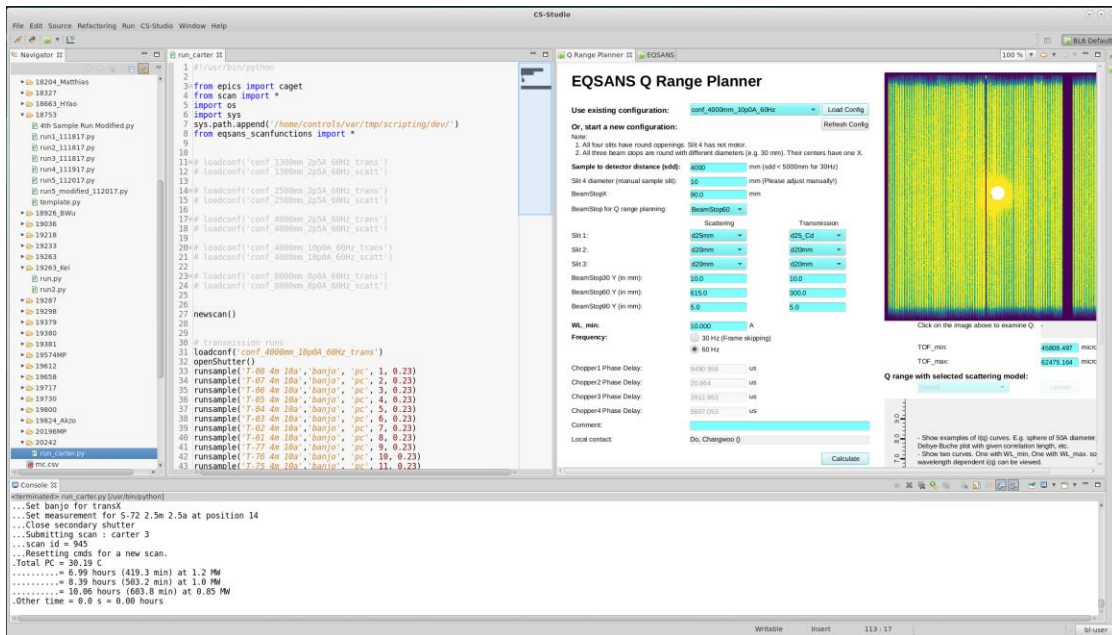 CS-Studio
File Edit Source Refactoring Run CS-Studio Window Help
BL6 Default
Navigator
18204_Matthias
18327
18663_HYao
18753
4th Sample Run Modified.py
run1_111817.py
run2_111817.py
run3_111817.py
run4_111917.py
run5_112017.py
run5_modified_112017.py
template.py
18926_BWu
19036
19218
19233
19263
19263_Kei
run.py
run2.py
19287
19298
19379
19380
19381
19574MP
19612
19658
19717
19730
19800
19824_Akzo
20196MP
20242
run_carter.py
mc.csv
run_carter
1 #!/usr/bin/python
2
3 from epics import caget
4 from scan import *
5 import os
6 import sys
7 sys.path.append('/home/controls/var/tmp/scripting/dev/')
8 from eqsans_scanfunctions import *
9
10
11 # loadconf('conf_1300mm_2p5A_60Hz_trans')
12 # loadconf('conf_1300mm_2p5A_60Hz_scatt')
13
14 # loadconf('conf_2500mm_2p5A_60Hz_trans')
15 # loadconf('conf_2500mm_2p5A_60Hz_scatt')
16
17 # loadconf('conf_4000mm_2p5A_60Hz_trans')
18 # loadconf('conf_4000mm_2p5A_60Hz_scatt')
19
20 # loadconf('conf_4000mm_10p0A_60Hz_trans')
21 # loadconf('conf_4000mm_10p0A_60Hz_scatt')
22
23 # loadconf('conf_8000mm_8p0A_60Hz_trans')
24 # loadconf('conf_8000mm_8p0A_60Hz_scatt')
25
26
27 newscan()
28
29
30 # transmission runs
31 loadconf('conf_4000mm_10p0A_60Hz_trans')
32 openShutter()
33 runsample('T-08 4m 10a','banjo', 'pc', 1, 0.23)
34 runsample('T-07 4m 10a','banjo', 'pc', 2, 0.23)
35 runsample('T-06 4m 10a','banjo', 'pc', 3, 0.23)
36 runsample('T-05 4m 10a','banjo', 'pc', 4, 0.23)
37 runsample('T-04 4m 10a','banjo', 'pc', 5, 0.23)
38 runsample('T-03 4m 10a','banjo', 'pc', 6, 0.23)
39 runsample('T-02 4m 10a','banjo', 'pc', 7, 0.23)
40 runsample('T-01 4m 10a','banjo', 'pc', 8, 0.23)
41 runsample('T-77 4m 10a','banjo', 'pc', 9, 0.23)
42 runsample('T-76 4m 10a','banjo', 'pc', 10, 0.23)
43 runsample('T-75 4m 10a','banjo', 'pc', 11, 0.23)
Q Range Planner
EQSANS
100 %
EQSANS Q Range Planner
Use existing configuration: conf_4000mm_10p0A_60Hz Load Config
Or, start a new configuration: Refresh Config
Note:
1. All four slits have round oppenings. Slit 4 has not motor.
2. All three beam stops are round with different diameters (e.g. 30 mm). Their centers have one X.
Sample to detector distance (sdd): 4000 mm (sdd < 5000mm for 30Hz)
Slit 4 diameter (manual sample slit): 10 mm (Please adjust manually!)
BeamStopX 90.0 mm
BeamStop for Q range planning: BeamStop60
Scattering Transmission
Slit 1: d25mm d25_Cd
Slit 2: d20mm d20mm
Slit 3: d20mm d20mm
BeamStop30 Y (in mm): 10.0 10.0
BeamStop60 Y (in mm): 615.0 300.0
BeamStop90 Y (in mm): 5.0 5.0
WL_min: 10.000 A
Frequency: 30 Hz (Frame skipping)
60 Hz
Chopper1 Phase Delay: us
Chopper2 Phase Delay: 20.964 us
Chopper3 Phase Delay: us
Chopper4 Phase Delay: us
Comment:
Local contact: Do, Changwoo ()
Calculate
Click on the image above to examine Q: -
TOF_min: 45808.497 micro
TOF_max: 62475.164 micro
Q range with selected scattering model:
Update
9.0
8.0
7.0
- Show examples of I(q) curves. E.g. sphere of 50A diameter
Debye-Buche plot with given correlation length, etc.
- Show two curves. One with WL_min, One with WL_max. so
wavelength dependent I(q) can be viewed.
Console
<terminated> run_carter.py [/usr/bin/python]
...Set banjo for transX
...Set measurement for S-72 2.5m 2.5a at position 14
...Close secondary shutter
...Submitting scan : carter 3
...scan id = 945
...Resetting cmds for a new scan.
.Total PC = 30.19 C
..........= 6.99 hours (419.3 min) at 1.2 MW
..........= 8.39 hours (503.2 min) at 1.0 MW
..........= 10.06 hours (603.8 min) at 0.85 MW
.Other time = 0.0 s = 0.00 hours
Writable Insert 113 : 17 bl-user